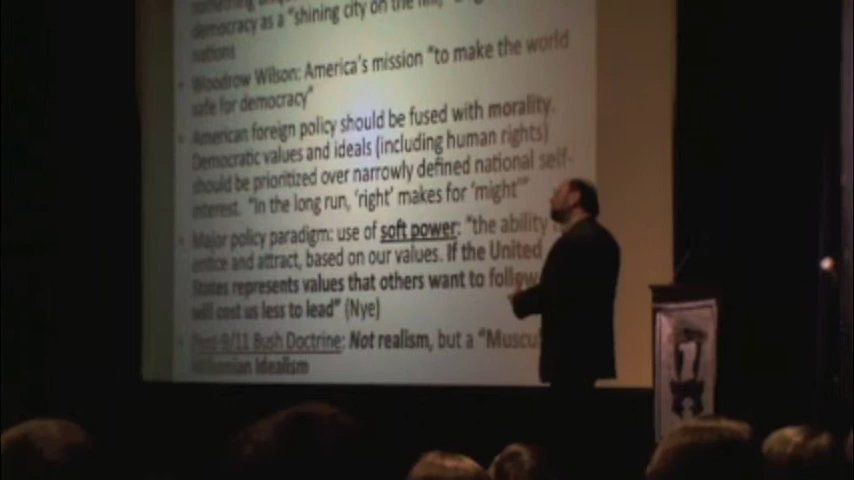 something
democracy as a "shining city on the hill,"
nations
• Woodrow Wilson: America's mission "to make the world
safe for democracy"
• American foreign policy should be fused with morality.
Democratic values and ideals (including human rights)
should be prioritized over narrowly defined national self-
interest. "In the long run, 'right' makes for 'might'"
• Major policy paradigm: use of soft power: "the ability
entice and attract, based on our values. If the United
States represents values that others want to follow
will cost us less to lead" (Nye)
• Post-9/11 Bush Doctrine: Not realism, but a "Muscu
Wilsonian Idealism